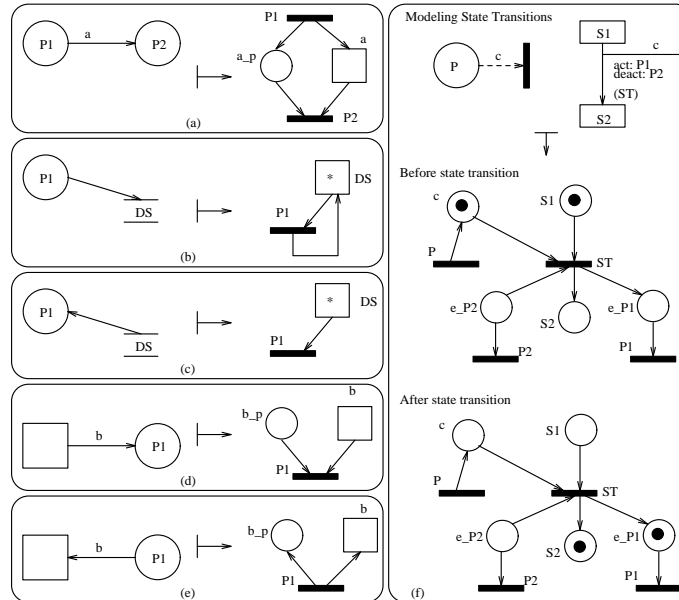 P1
a
P2
P1
a_p
a
P2
(a)
P1
DS
*
DS
P1
(b)
P1
DS
*
DS
P1
(c)
b
P1
b_p
b
P1
(d)
b
P1
b_p
b
P1
(e)
Modeling State Transitions
P
c
S1
c
act: P1
deact: P2
(ST)
S2
Before state transition
c
S1
P
ST
e_P2
S2
e_P1
P2
P1
After state transition
c
S1
P
ST
e_P2
S2
e_P1
P2
P1
(f)